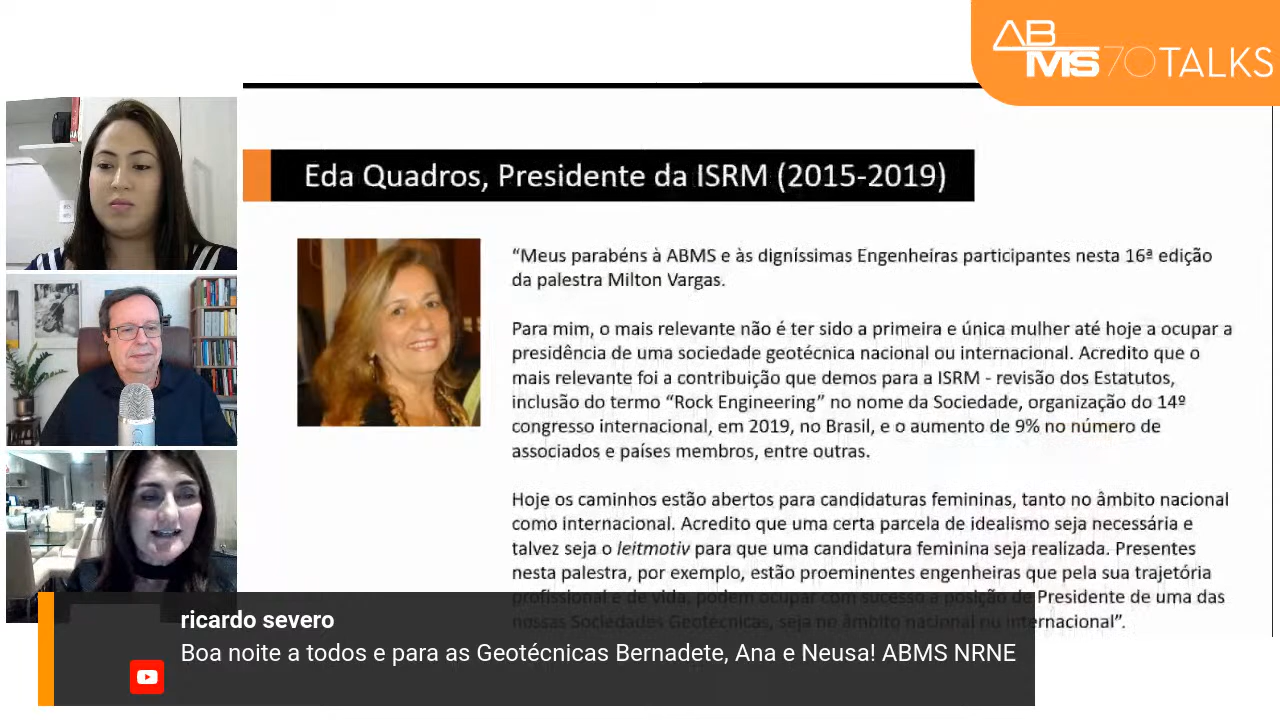 ABMS 70 TALKS
Eda Quadros, Presidente da ISRM (2015-2019)
“Meus parabéns à ABMS e às digníssimas Engenheiras participantes nesta 16ª edição
da palestra Milton Vargas.
Para mim, o mais relevante não é ter sido a primeira e única mulher até hoje a ocupar a
presidência de uma sociedade geotécnica nacional ou internacional. Acredito que o
mais relevante foi a contribuição que demos para a ISRM - revisão dos Estatutos,
inclusão do termo “Rock Engineering” no nome da Sociedade, organização do 14º
congresso internacional, em 2019, no Brasil, e o aumento de 9% no número de
associados e países membros, entre outras.
Hoje os caminhos estão abertos para candidaturas femininas, tanto no âmbito nacional
como internacional. Acredito que uma certa parcela de idealismo seja necessária e
talvez seja o leitmotiv para que uma candidatura feminina seja realizada. Presentes
nesta palestra, por exemplo, estão proeminentes engenheiras que pela sua trajetória
profissional e de vida, podem ocupar com sucesso a posição de Presidente de uma das
nossas Sociedades Geotécnicas, seja no âmbito nacional ou internacional”.
ricardo severo
Boa noite a todos e para as Geotécnicas Bernadete, Ana e Neusa! ABMS NRNE